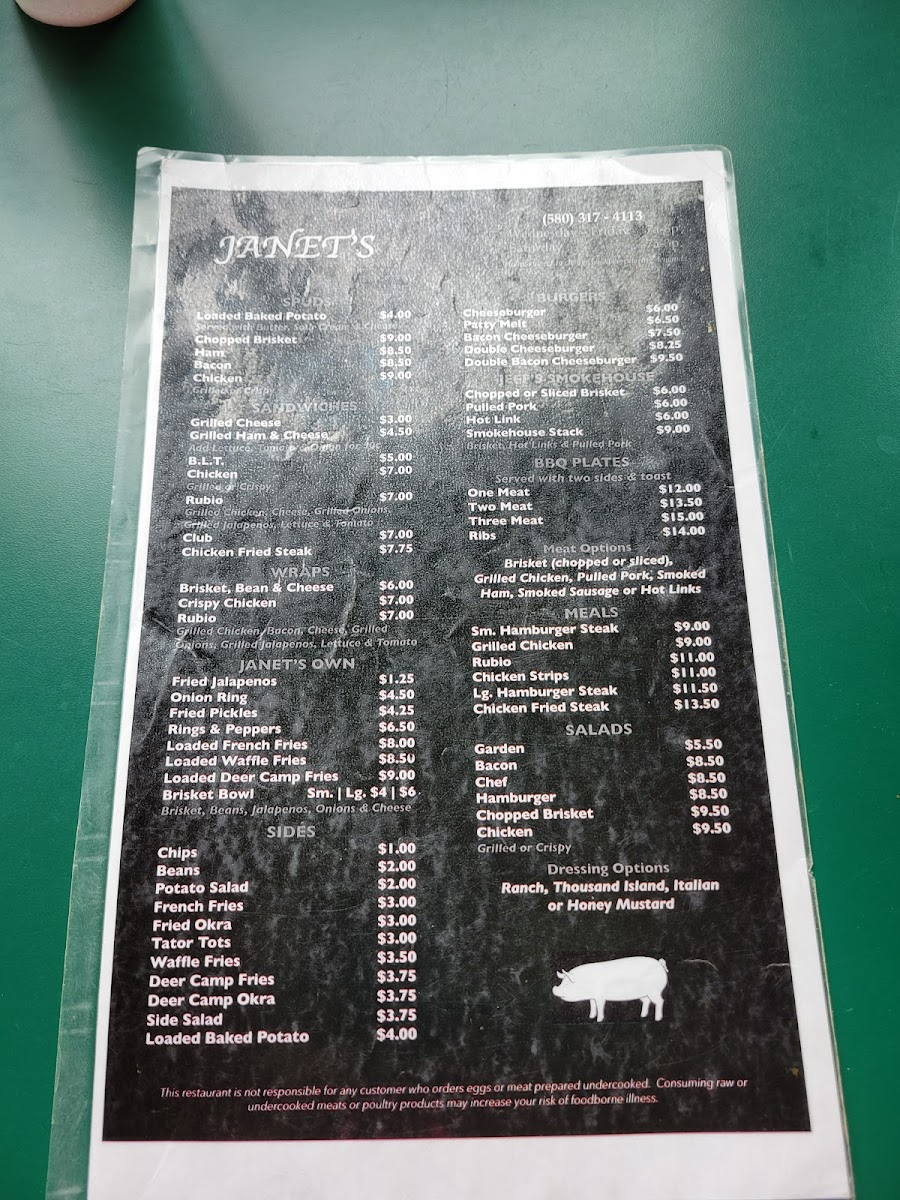 JANET'S
(580) 317 - 4113
SPUDS
Loaded Baked Potato $4.00
Served with Butter, Sour Cream & Cheese
Chopped Brisket $9.00
Ham $8.50
Bacon $8.50
Chicken $9.00
Grilled or Crispy
SANDWICHES
Grilled Cheese $3.00
Grilled Ham & Cheese $4.50
Add Lettuce, Tomato & Onion for
B.L.T. $5.00
Chicken $7.00
Grilled or Crispy
Rubio $7.00
Grilled Chicken, Cheese, Grilled Onions,
Grilled Jalapenos, Lettuce & Tomato
Club $7.00
Chicken Fried Steak $7.75
WRAPS
Brisket, Bean & Cheese $6.00
Crispy Chicken $7.00
Rubio $7.00
Grilled Chicken, Bacon, Cheese, Grilled
Onions, Grilled Jalapenos, Lettuce & Tomato
JANET'S OWN
Fried Jalapenos $1.25
Onion Ring $4.50
Fried Pickles $4.25
Rings & Peppers $6.50
Loaded French Fries $8.00
Loaded Waffle Fries $8.50
Loaded Deer Camp Fries $9.00
Brisket Bowl Sm. | Lg. $4 | $6
Brisket, Beans, Jalapenos, Onions & Cheese
SIDES
Chips $1.00
Beans $2.00
Potato Salad $2.00
French Fries $3.00
Fried Okra $3.00
Tator Tots $3.00
Waffle Fries $3.50
Deer Camp Fries $3.75
Deer Camp Okra $3.75
Side Salad $3.75
Loaded Baked Potato $4.00
BURGERS
Cheeseburger $6.00
Patty Melt $6.50
Bacon Cheeseburger $7.50
Double Cheeseburger $8.25
Double Bacon Cheeseburger $9.50
JEFF'S SMOKEHOUSE
Chopped or Sliced Brisket $6.00
Pulled Pork $6.00
Hot Link $6.00
Smokehouse Stack $9.00
Brisket, Hot Links & Pulled Pork
BBQ PLATES
Served with two sides & toast
One Meat $12.00
Two Meat $13.50
Three Meat $15.00
Ribs $14.00
Meat Options
Brisket (chopped or sliced),
Grilled Chicken, Pulled Pork, Smoked
Ham, Smoked Sausage or Hot Links
MEALS
Sm. Hamburger Steak $9.00
Grilled Chicken $9.00
Rubio $11.00
Chicken Strips $11.00
Lg. Hamburger Steak $11.50
Chicken Fried Steak $13.50
SALADS
Garden $5.50
Bacon $8.50
Chef $8.50
Hamburger $8.50
Chopped Brisket $9.50
Chicken $9.50
Grilled or Crispy
Dressing Options
Ranch, Thousand Island, Italian
or Honey Mustard
This restaurant is not responsible for any customer who orders eggs or meat prepared undercooked. Consuming raw or
undercooked meats or poultry products may increase your risk of foodborne illness.